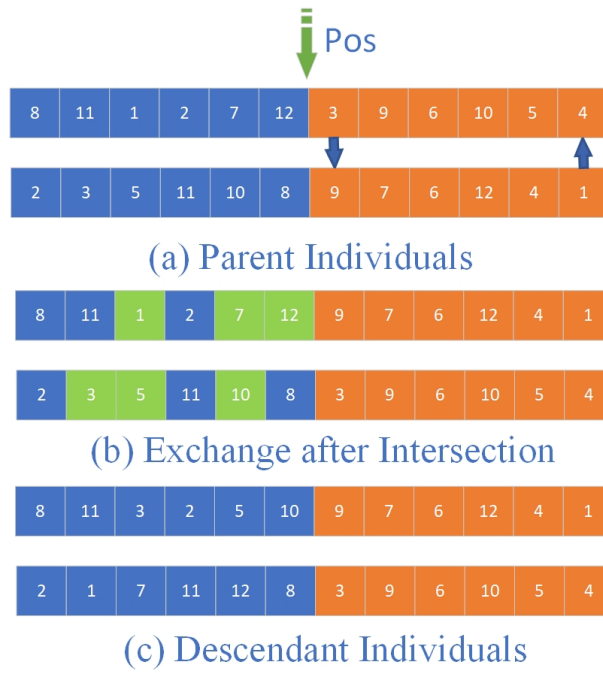 Pos
8 11 1 2 7 12 3 9 6 10 5 4
2 3 5 11 10 8 9 7 6 12 4 1
(a) Parent Individuals
8 11 1 2 7 12 9 7 6 12 4 1
2 3 5 11 10 8 3 9 6 10 5 4
(b) Exchange after Intersection
8 11 3 2 5 10 9 7 6 12 4 1
2 1 7 11 12 8 3 9 6 10 5 4
(c) Descendant Individuals